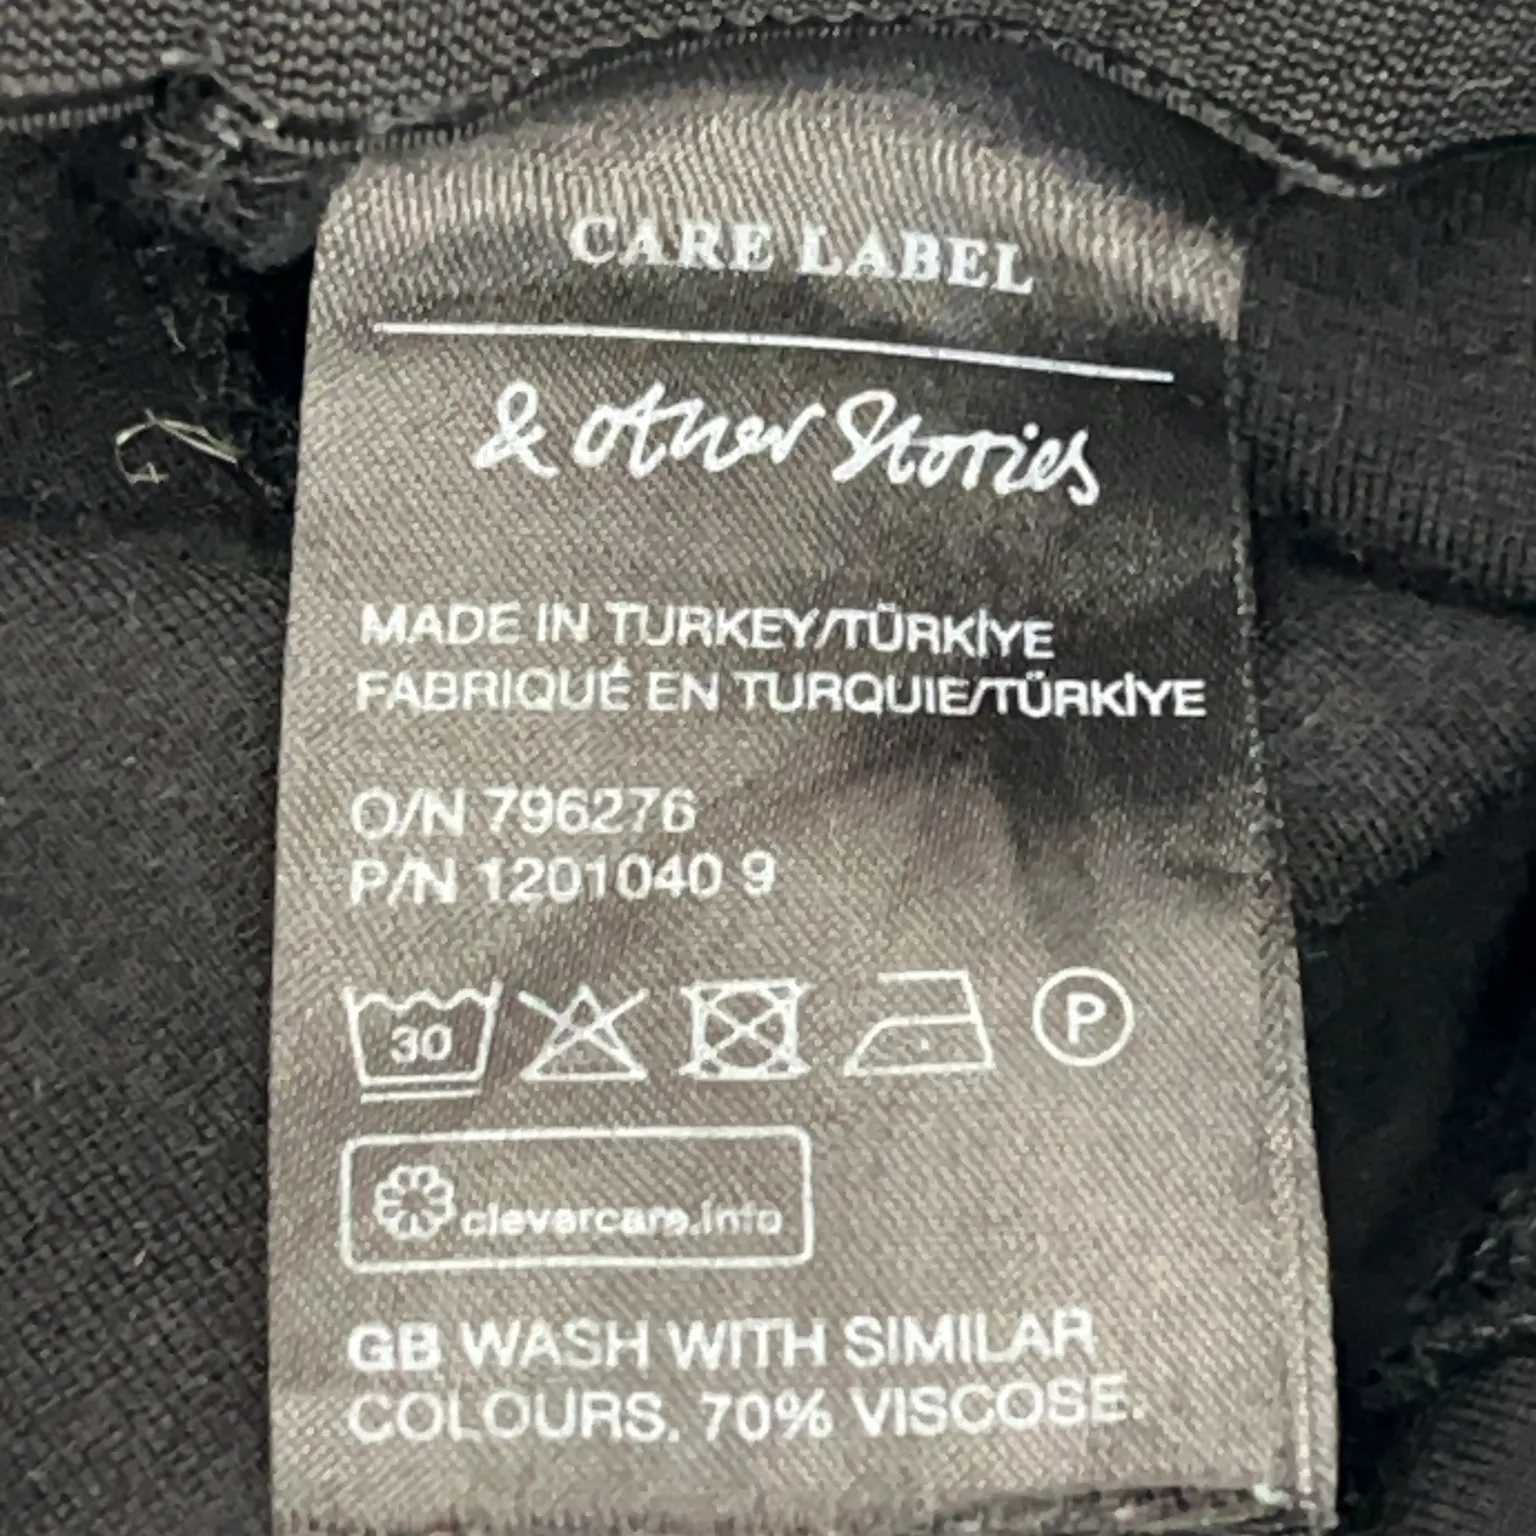 CARE LABEL
& other Stories
MADE IN TURKEY/TÜRKİYE
FABRIQUÉ EN TURQUIE/TÜRKİYE
O/N 796276
P/N 1201040 9
30
P
clevercare.info
GB WASH WITH SIMILAR
COLOURS. 70% VISCOSE.